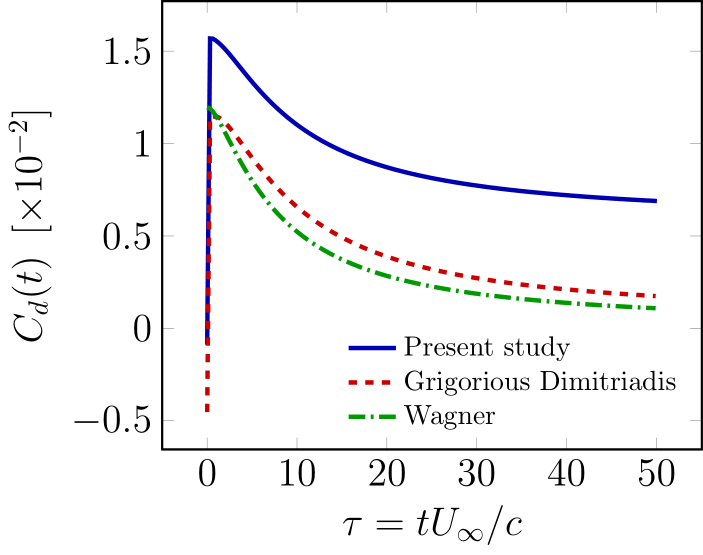 1.5
1
0.5
0
−0.5
C_d(t) [×10⁻²]
Present study
Grigorious Dimitriadis
Wagner
0 10 20 30 40 50
τ = tU_∞/c